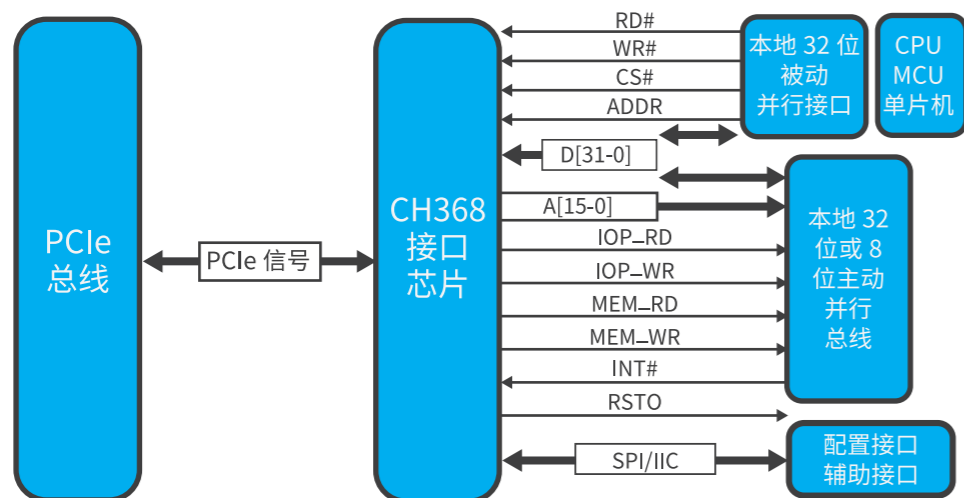 PCIe
总线
PCIe 信号
CH368
接口
芯片
RD#
WR#
CS#
ADDR
D[31-0]
A[15-0]
IOP_RD
IOP_WR
MEM_RD
MEM_WR
INT#
RSTO
SPI/IIC
本地 32 位
被动
并行接口
CPU
MCU
单片机
本地 32
位或 8
位主动
并行
总线
配置接口
辅助接口